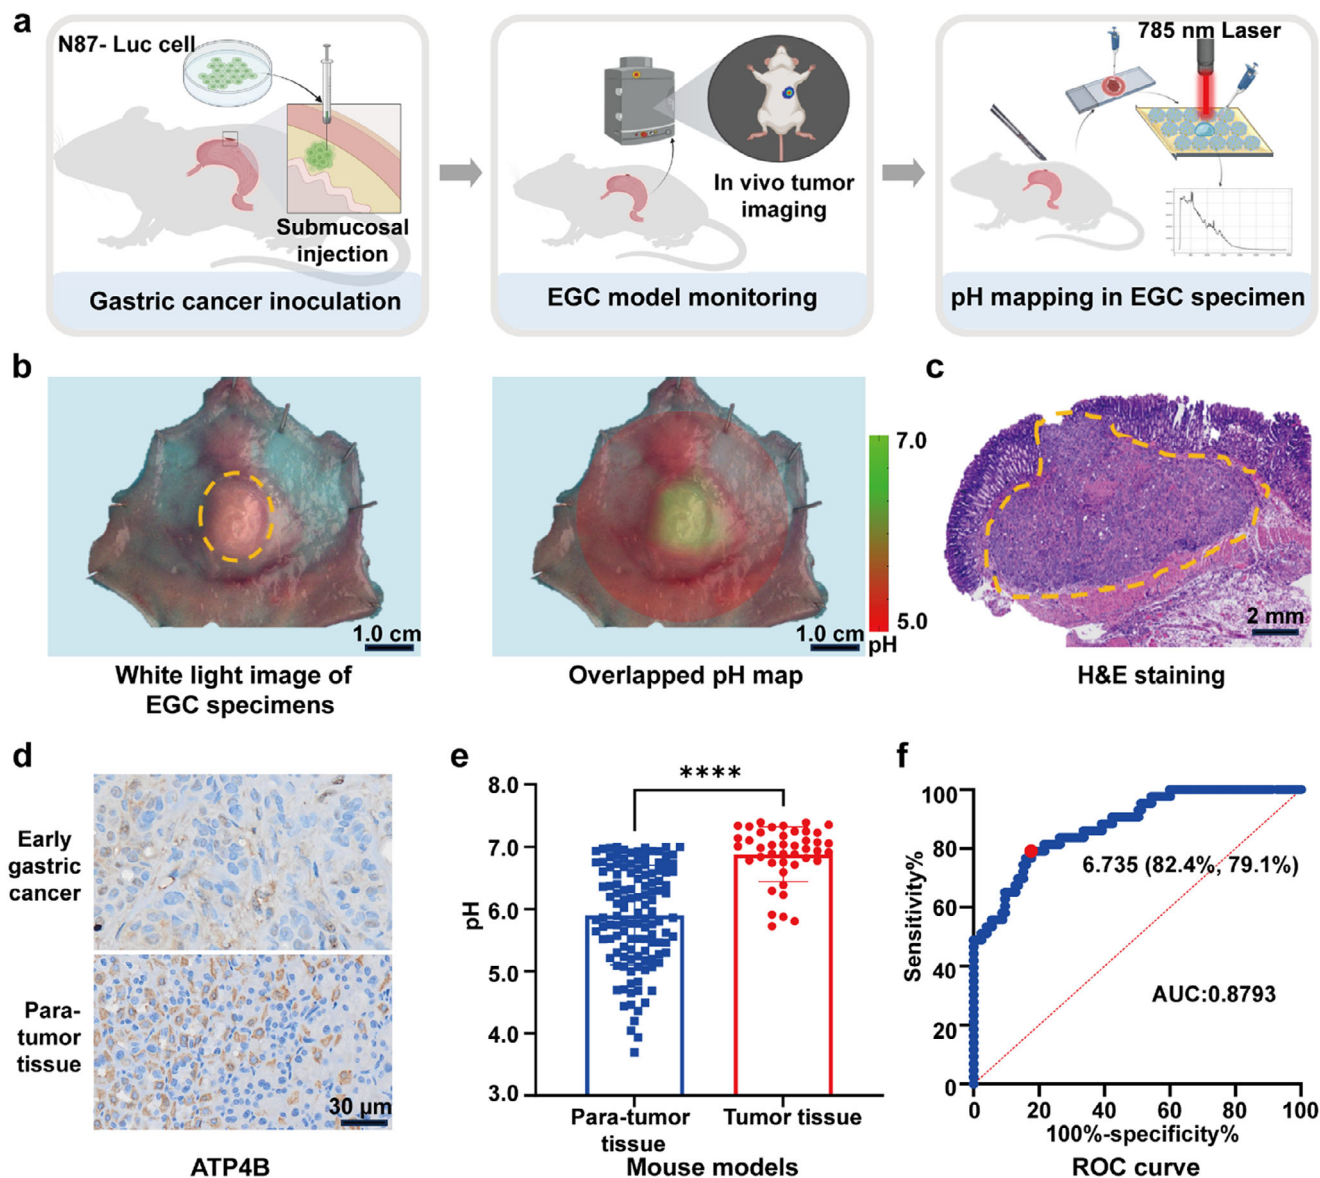 a
N87- Luc cell
Submucosal
injection
Gastric cancer inoculation
In vivo tumor
imaging
EGC model monitoring
785 nm Laser
pH mapping in EGC specimen
b
1.0 cm
White light image of
EGC specimens
1.0 cm
7.0
5.0
pH
Overlapped pH map
c
2 mm
H&E staining
d
Early
gastric
cancer
Para-
tumor
tissue
30 μm
ATP4B
e
****
8.0
7.0
6.0
5.0
4.0
3.0
pH
Para-tumor
tissue
Tumor tissue
Mouse models
f
100
80
60
40
20
0
Sensitivity%
6.735 (82.4%, 79.1%)
AUC:0.8793
0 20 40 60 80 100
100%-specificity%
ROC curve